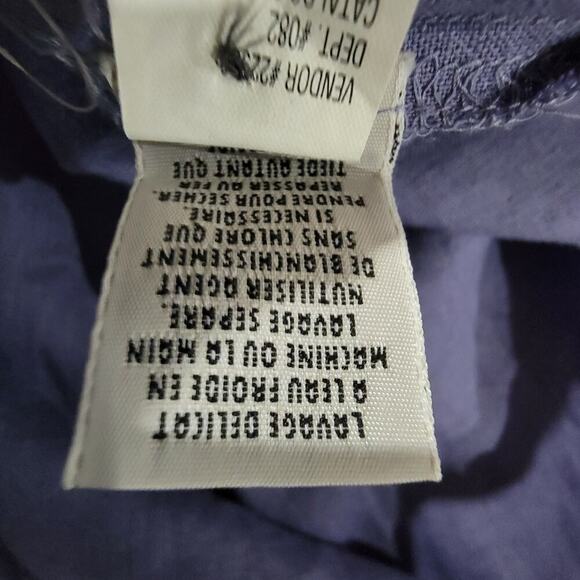 LAVAGE DELICAT
A LEAU FROIDE EN
MACHINE OU LA MAIN
LAVAGE SEPARE.
NUTILISER AGENT
DE BLANCHISSEMENT
SANS CHLORE QUE
SI NECESSAIRE.
PENDRE POUR SECHER.
REPASSER AU FER
TIEDE AUTANT QUE
DEPT. #082
VENDOR